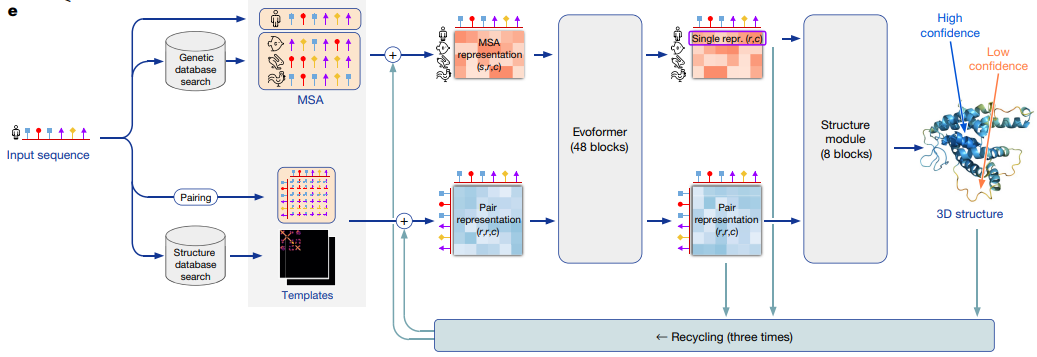 e
Input sequence
Genetic
database
search
MSA
Pairing
Structure
database
search
Templates
+
+
MSA
representation
(s,r,c)
Pair
representation
(r,r,c)
Evoformer
(48 blocks)
Single repr. (r,c)
Pair
representation
(r,r,c)
Structure
module
(8 blocks)
High
confidence
Low
confidence
3D structure
← Recycling (three times)